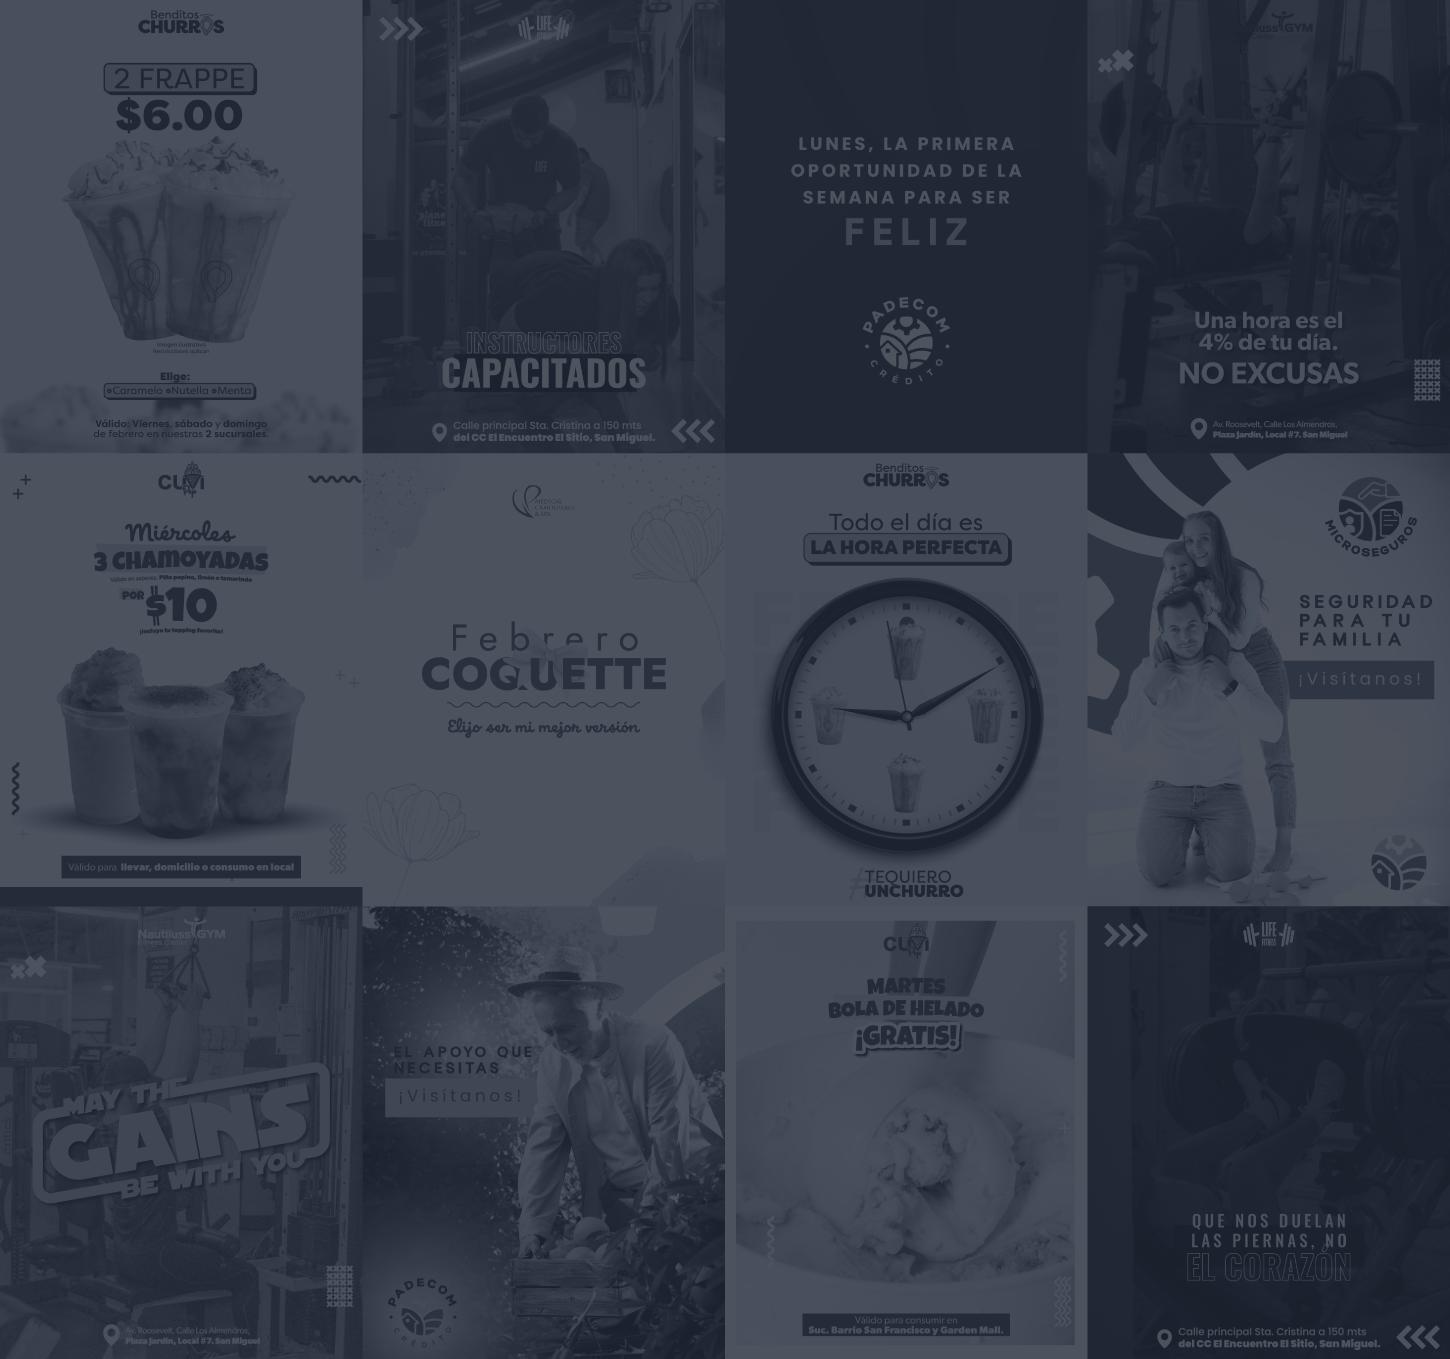 Benditos
CHURROS
2 FRAPPE
$6.00
Imagen ilustrativa
Restricciones aplican
Elige:
•Caramelo •Nutella •Menta
Válido: Viernes, sábado y domingo
de febrero en nuestras 2 sucursales.
LIFE
FITNESS
LIFE
INSTRUCTORES
CAPACITADOS
Calle principal Sta. Cristina a 150 mts
del CC El Encuentro El Sitio, San Miguel.
LUNES, LA PRIMERA
OPORTUNIDAD DE LA
SEMANA PARA SER
FELIZ
PADECOM
CRÉDITO
GYM
Una hora es el
4% de tu día.
NO EXCUSAS
Av. Roosevelt, Calle Los Almendros,
Plaza Jardín, Local #7. San Miguel
Miércoles
3 CHAMOYADAS
Válido en sabores: Piña pepino, limón o tamarindo
POR $10
¡Incluye tu topping favorito!
Válido para llevar, domicilio o consumo en local
Febrero
COQUETTE
Elijo ser mi mejor versión
Benditos
CHURROS
Todo el día es
LA HORA PERFECTA
#TEQUIERO
UNCHURRO
MICROSEGUROS
SEGURIDAD
PARA TU
FAMILIA
¡Visítanos!
Nautiluss GYM
Fitness Center
MAY THE
GAINS
BE WITH YOU
Av. Roosevelt, Calle Los Almendros,
Plaza Jardín, Local #7. San Miguel
EL APOYO QUE
NECESITAS
¡Visítanos!
PADECOM
CRÉDITO
MARTES
BOLA DE HELADO
¡GRATIS!
Válido para consumir en
Suc. Barrio San Francisco y Garden Mall.
LIFE
FITNESS
QUE NOS DUELAN
LAS PIERNAS, NO
EL CORAZÓN
Calle principal Sta. Cristina a 150 mts
del CC El Encuentro El Sitio, San Miguel.